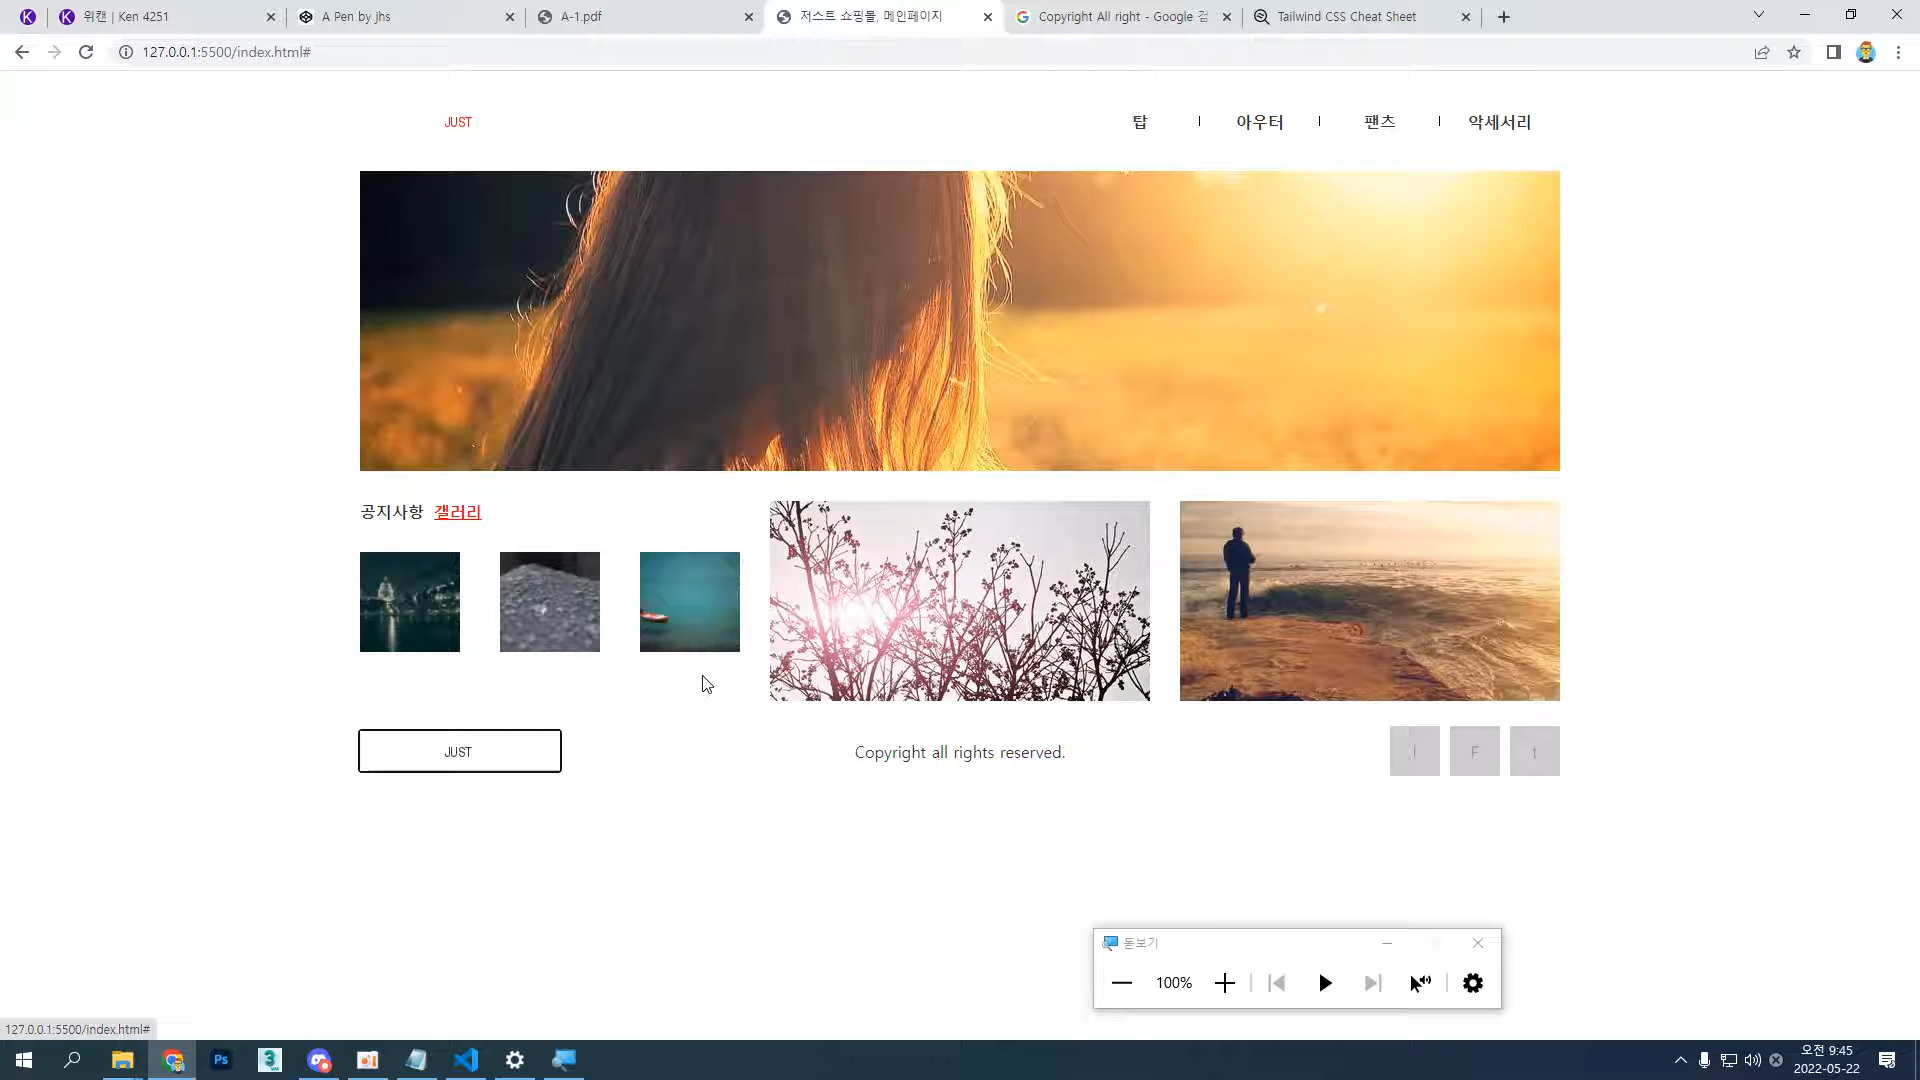 위캔 | Ken 4251
A Pen by jhs
A-1.pdf
저스트 쇼핑몰, 메인페이지
Copyright All right - Google 검
Tailwind CSS Cheat Sheet
127.0.0.1:5500/index.html#
JUST
탑
아우터
팬츠
악세서리
공지사항 갤러리
JUST
Copyright all rights reserved.
I
F
t
돋보기
100%
127.0.0.1:5500/index.html#
오전 9:45
2022-05-22